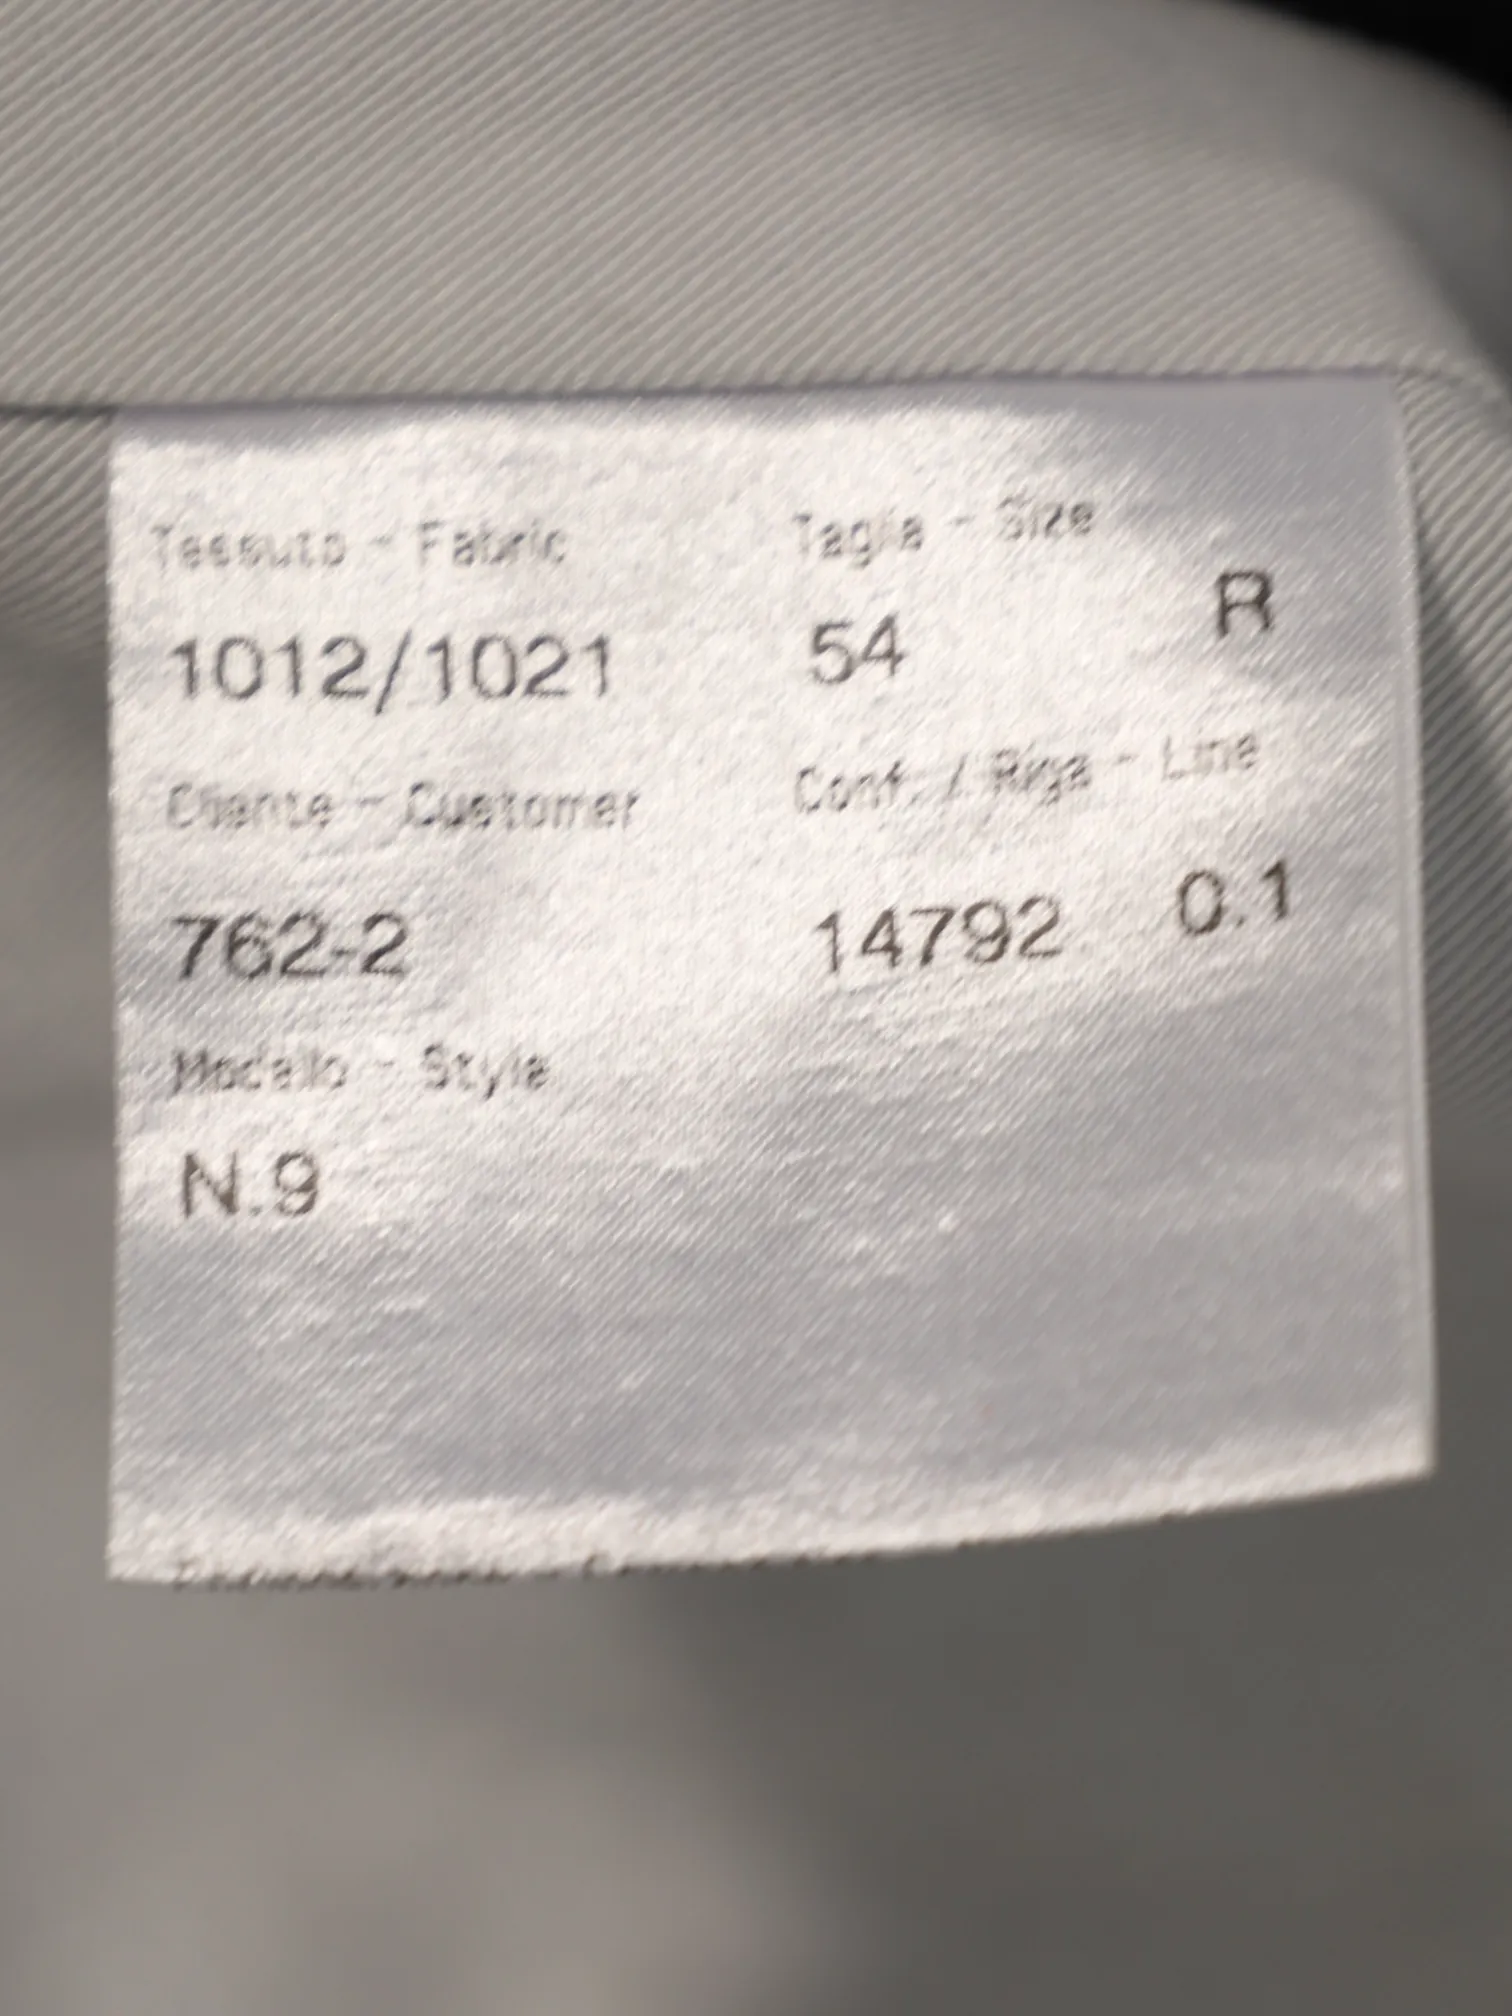 Tessuto - Fabric Taglia - Size
1012/1021 54 R
Cliente - Customer Conf. / Riga - Line
762-2 14792 0.1
Modello - Style
N.9